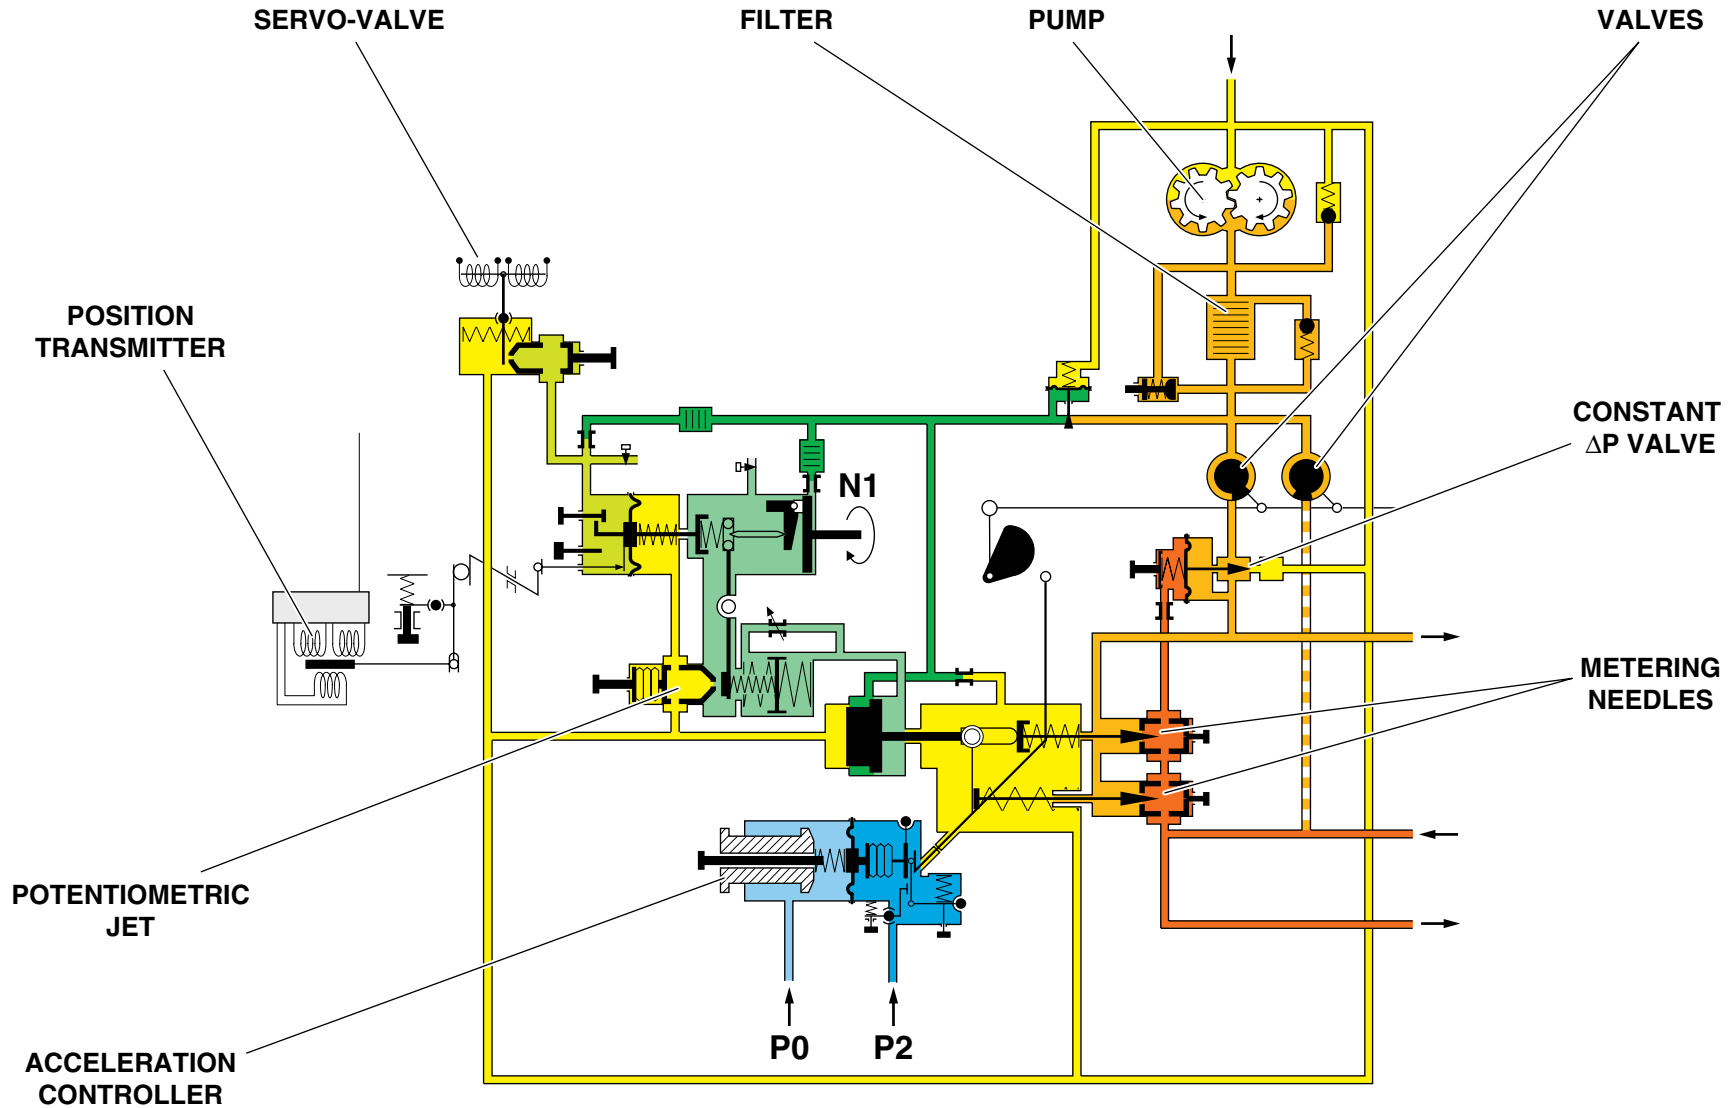 SERVO-VALVE
FILTER
PUMP
VALVES
POSITION
TRANSMITTER
CONSTANT
ΔP VALVE
N1
METERING
NEEDLES
POTENTIOMETRIC
JET
P0
P2
ACCELERATION
CONTROLLER